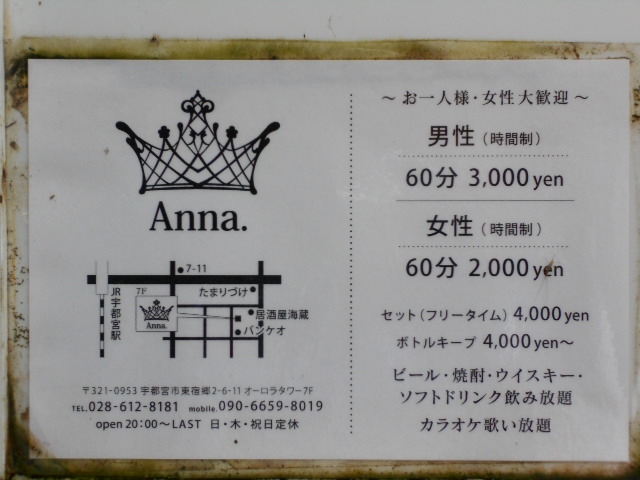 Anna.
7-11
JR宇都宮駅
7F
Anna.
たまりづけ
居酒屋海蔵
バンケオ
〒321-0953 宇都宮市東宿郷2-6-11 オーロラタワー7F
TEL.028-612-8181 mobile.090-6659-8019
open 20:00〜LAST 日・木・祝日定休
〜 お一人様・女性大歓迎 〜
男性（時間制）
60分 3,000yen
女性（時間制）
60分 2,000yen
セット（フリータイム）4,000yen
ボトルキープ 4,000yen〜
ビール・焼酎・ウイスキー・
ソフトドリンク飲み放題
カラオケ歌い放題